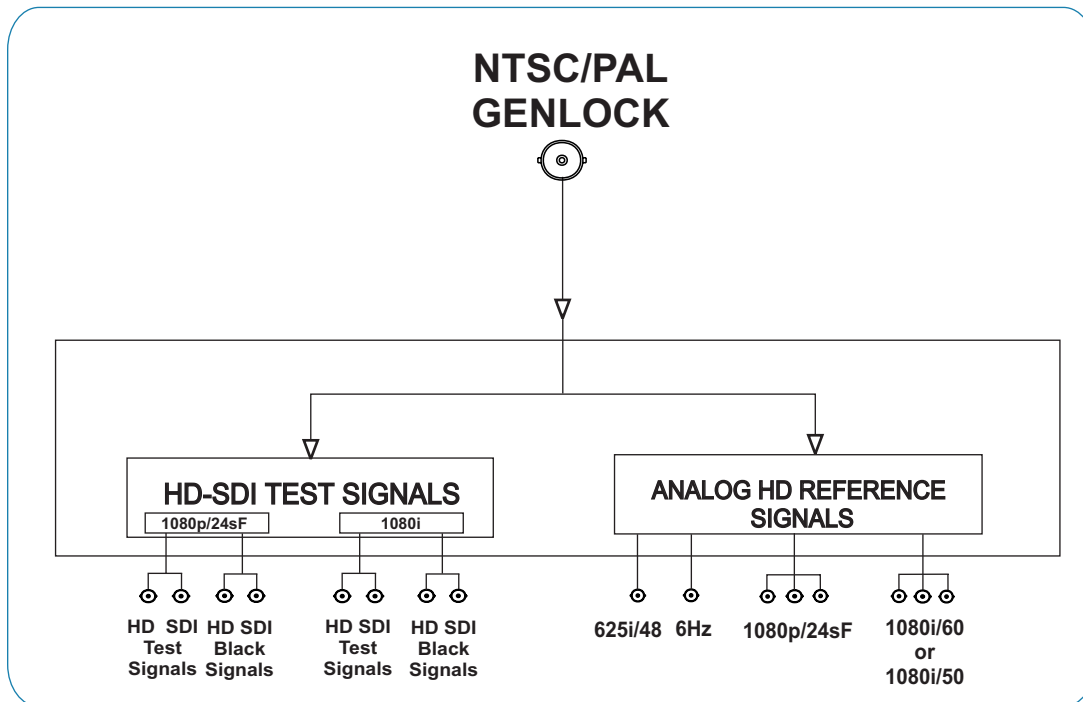 NTSC/PAL
GENLOCK
HD-SDI TEST SIGNALS
1080p/24sF
1080i
ANALOG HD REFERENCE
SIGNALS
HD SDI
Test
Signals
HD SDI
Black
Signals
HD SDI
Test
Signals
HD SDI
Black
Signals
625i/48
6Hz
1080p/24sF
1080i/60
or
1080i/50